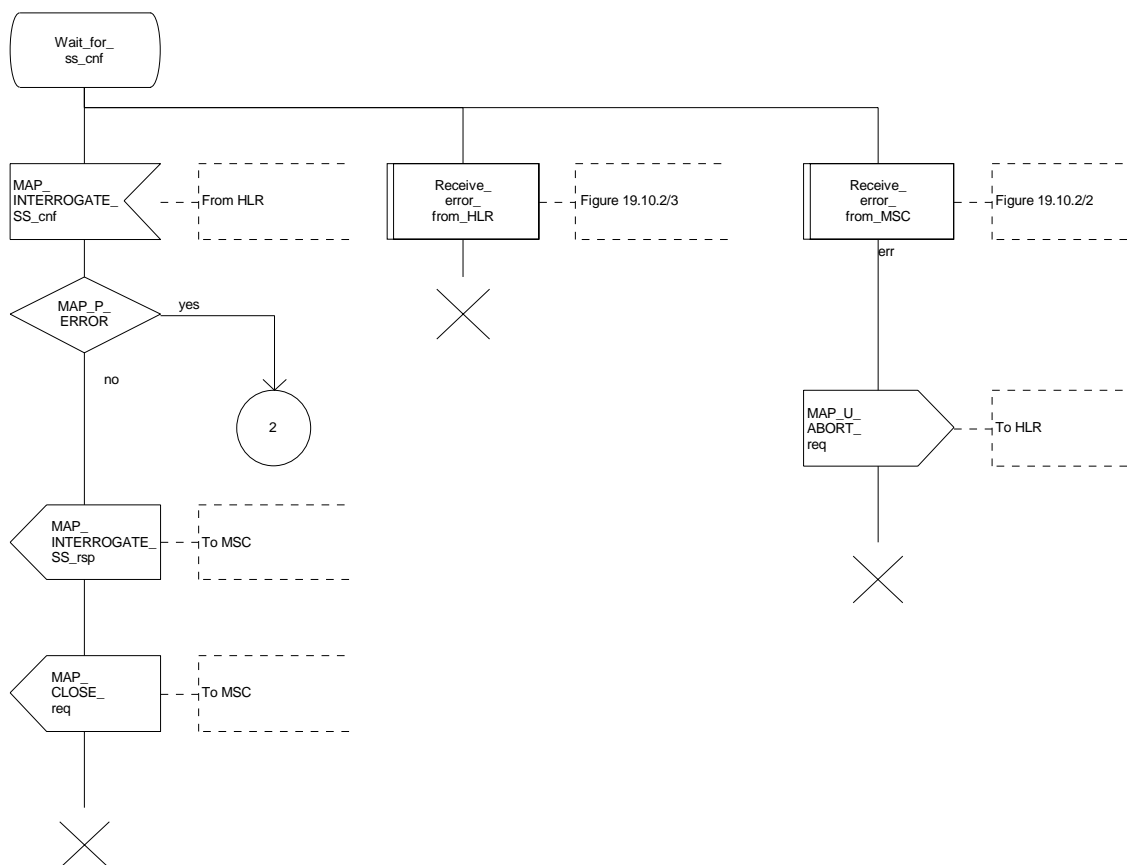 Wait_for_
ss_cnf
MAP_
INTERROGATE_
SS_cnf
From HLR
Receive_
error_
from_HLR
Figure 19.10.2/3
Receive_
error_
from_MSC
Figure 19.10.2/2
err
MAP_P_
ERROR
yes
no
2
MAP_U_
ABORT_
req
To HLR
MAP_
INTERROGATE_
SS_rsp
To MSC
MAP_
CLOSE_
req
To MSC